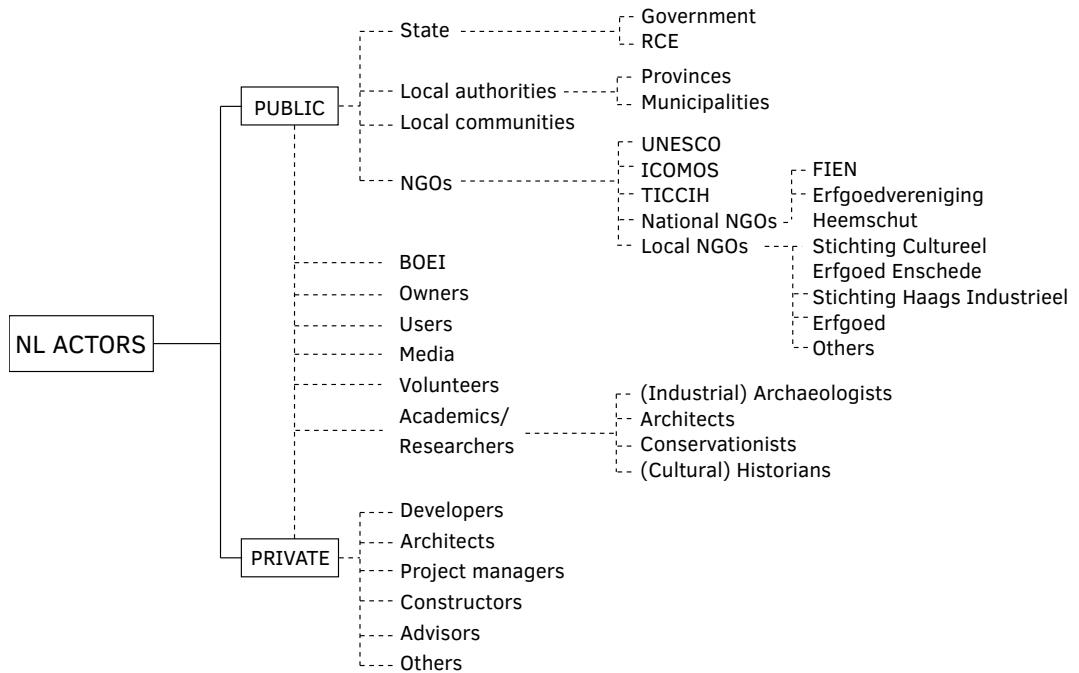 NL ACTORS
PUBLIC
State
Government
RCE
Local authorities
Provinces
Municipalities
Local communities
NGOs
UNESCO
ICOMOS
TICCIH
National NGOs
FIEN
Erfgoedvereniging
Heemschut
Local NGOs
Stichting Cultureel
Erfgoed Enschede
Stichting Haags Industrieel
Erfgoed
Others
BOEI
Owners
Users
Media
Volunteers
Academics/
Researchers
(Industrial) Archaeologists
Architects
Conservationists
(Cultural) Historians
PRIVATE
Developers
Architects
Project managers
Constructors
Advisors
Others